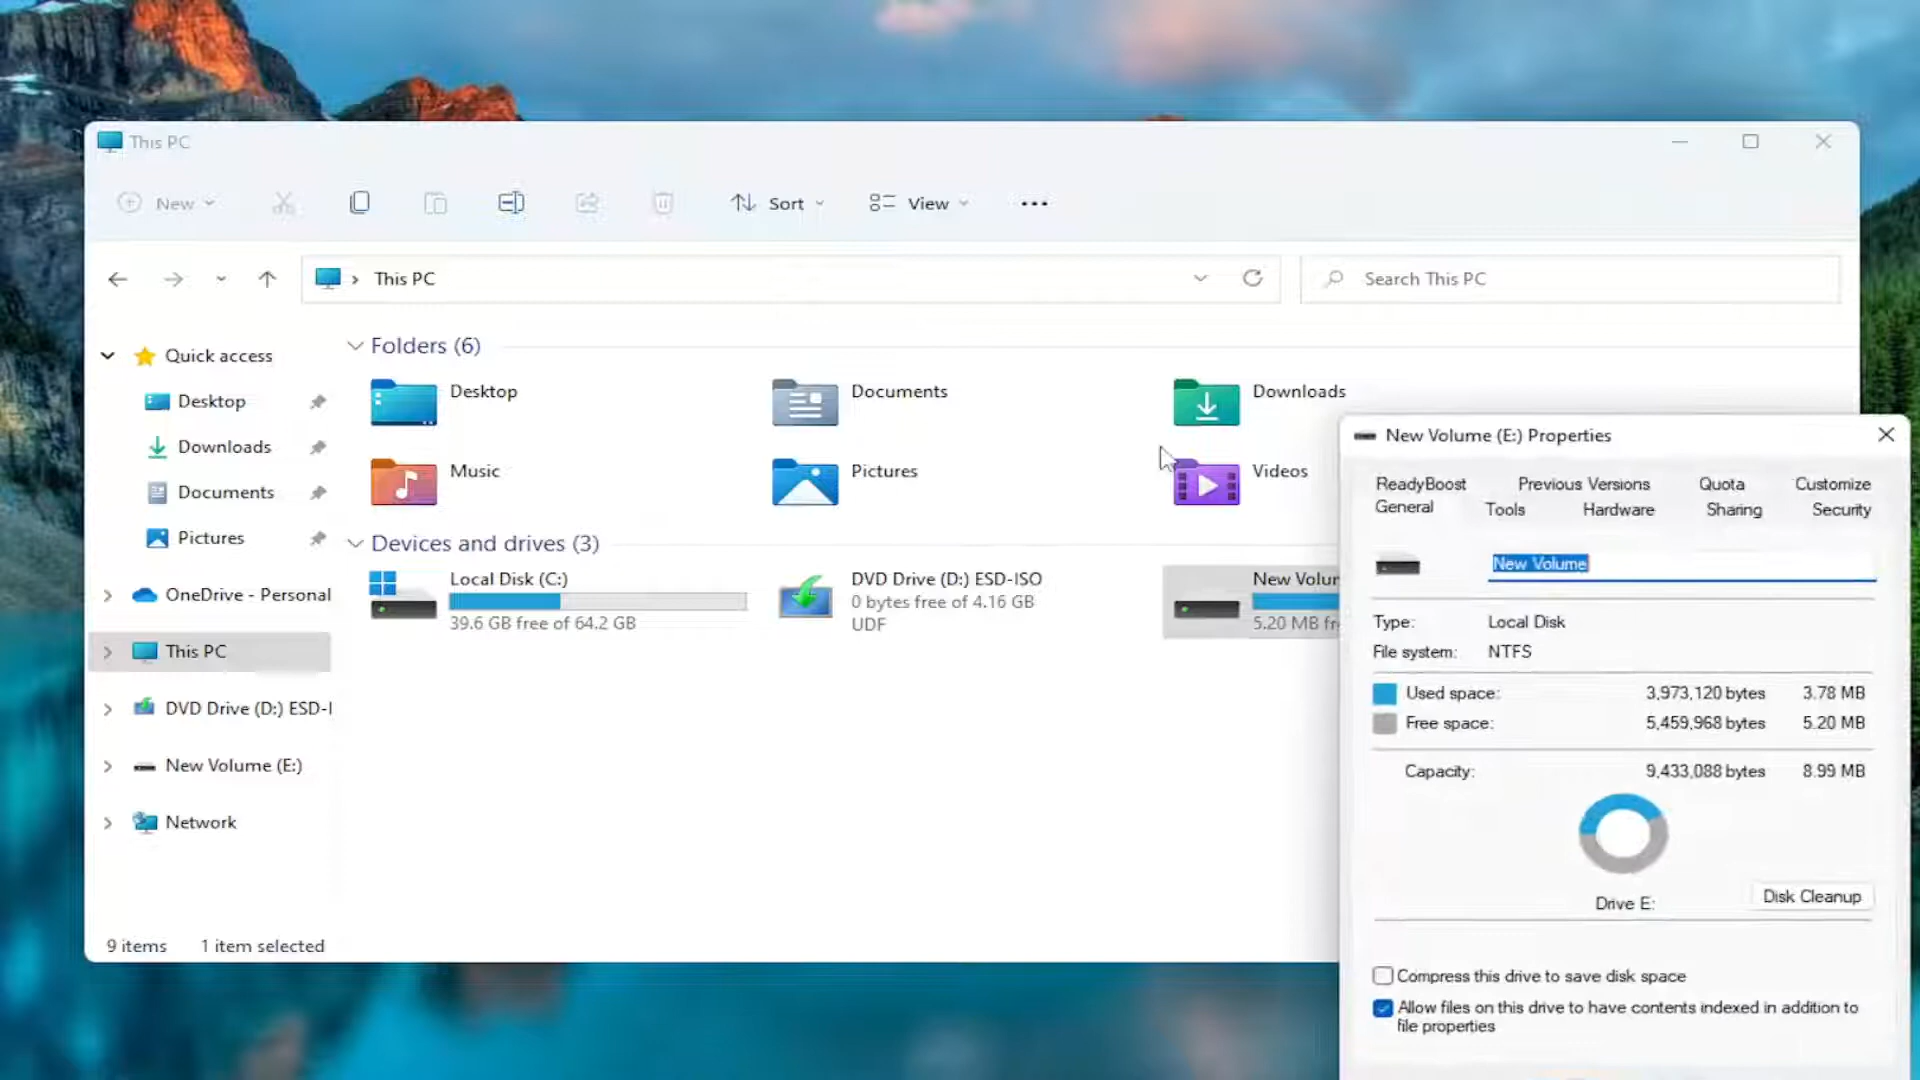 This PC
New
Sort
View
This PC
Search This PC
Quick access
Desktop
Downloads
Documents
Pictures
OneDrive - Personal
This PC
DVD Drive (D:) ESD-I
New Volume (E:)
Network
Folders (6)
Desktop
Documents
Downloads
Music
Pictures
Videos
Devices and drives (3)
Local Disk (C:)
39.6 GB free of 64.2 GB
DVD Drive (D:) ESD-ISO
0 bytes free of 4.16 GB
UDF
New Volu
5.20 MB fr
9 items 1 item selected
New Volume (E:) Properties
ReadyBoost Previous Versions Quota Customize
General Tools Hardware Sharing Security
New Volume
Type: Local Disk
File system: NTFS
Used space: 3,973,120 bytes 3.78 MB
Free space: 5,459,968 bytes 5.20 MB
Capacity: 9,433,088 bytes 8.99 MB
Drive E:
Disk Cleanup
Compress this drive to save disk space
Allow files on this drive to have contents indexed in addition to
file properties